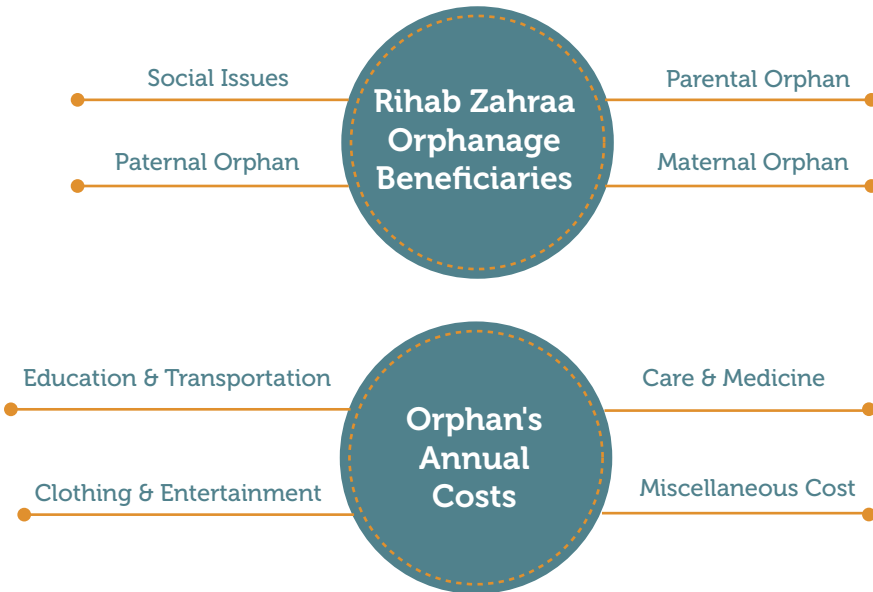 Social Issues
Paternal Orphan
Rihab Zahraa
Orphanage
Beneficiaries
Parental Orphan
Maternal Orphan
Education & Transportation
Clothing & Entertainment
Orphan's
Annual
Costs
Care & Medicine
Miscellaneous Cost